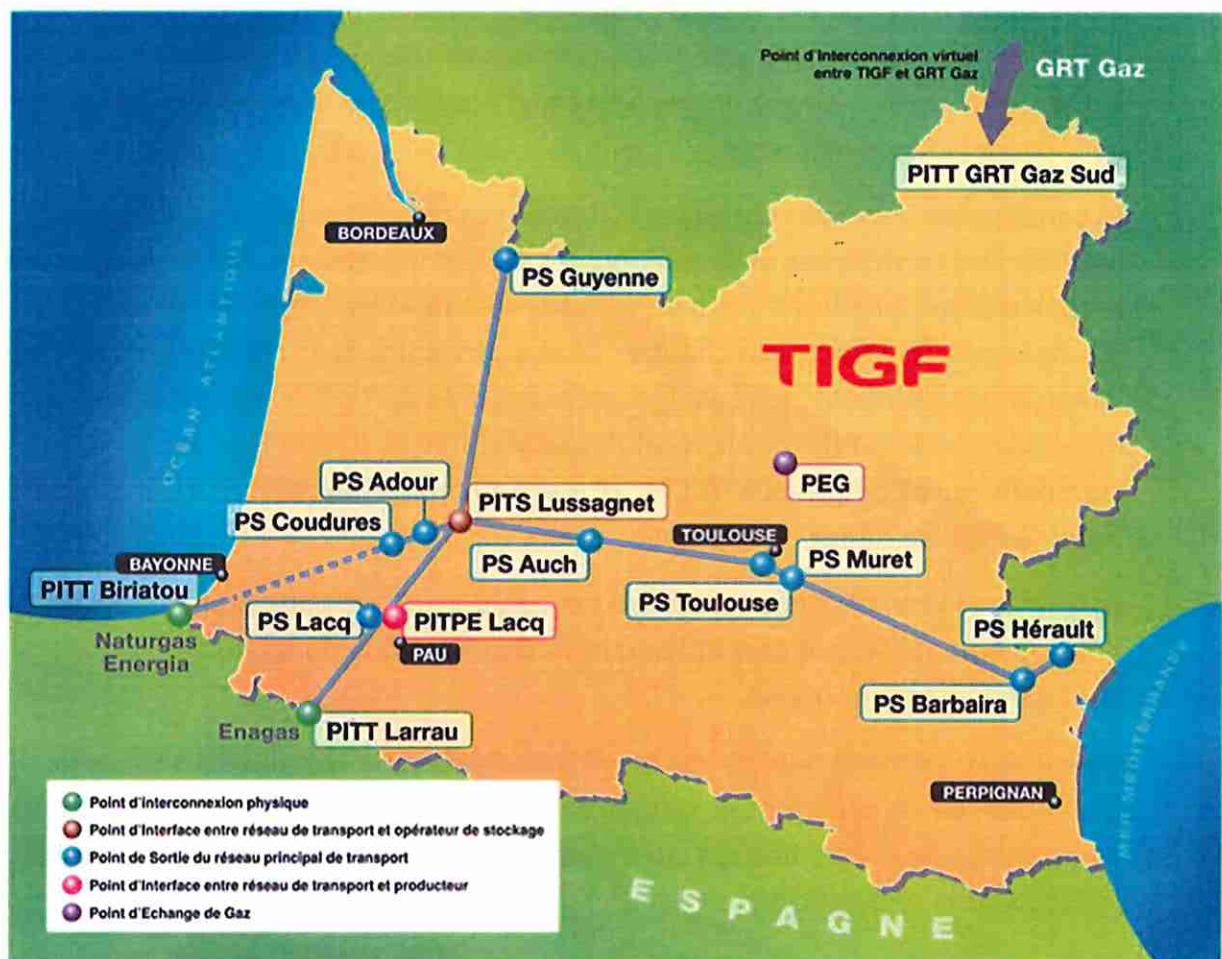 Point d'Interconnexion virtuel
entre TIGF et GRT Gaz
GRT Gaz
PITT GRT Gaz Sud
BORDEAUX
PS Guyenne
TIGF
OCÉAN ATLANTIQUE
PS Adour
PITS Lussagnet
PEG
PS Coudures
TOULOUSE
PS Muret
BAYONNE
PS Auch
PITT Biriatou
PS Toulouse
PS Lacq
PITPE Lacq
PS Hérault
Naturgas
Energia
PAU
PS Barbaira
Enagas
PITT Larrau
MER MÉDITERRANÉE
PERPIGNAN
Point d'interconnexion physique
Point d'Interface entre réseau de transport et opérateur de stockage
Point de Sortie du réseau principal de transport
Point d'Interface entre réseau de transport et producteur
Point d'Echange de Gaz
ESPAGNE